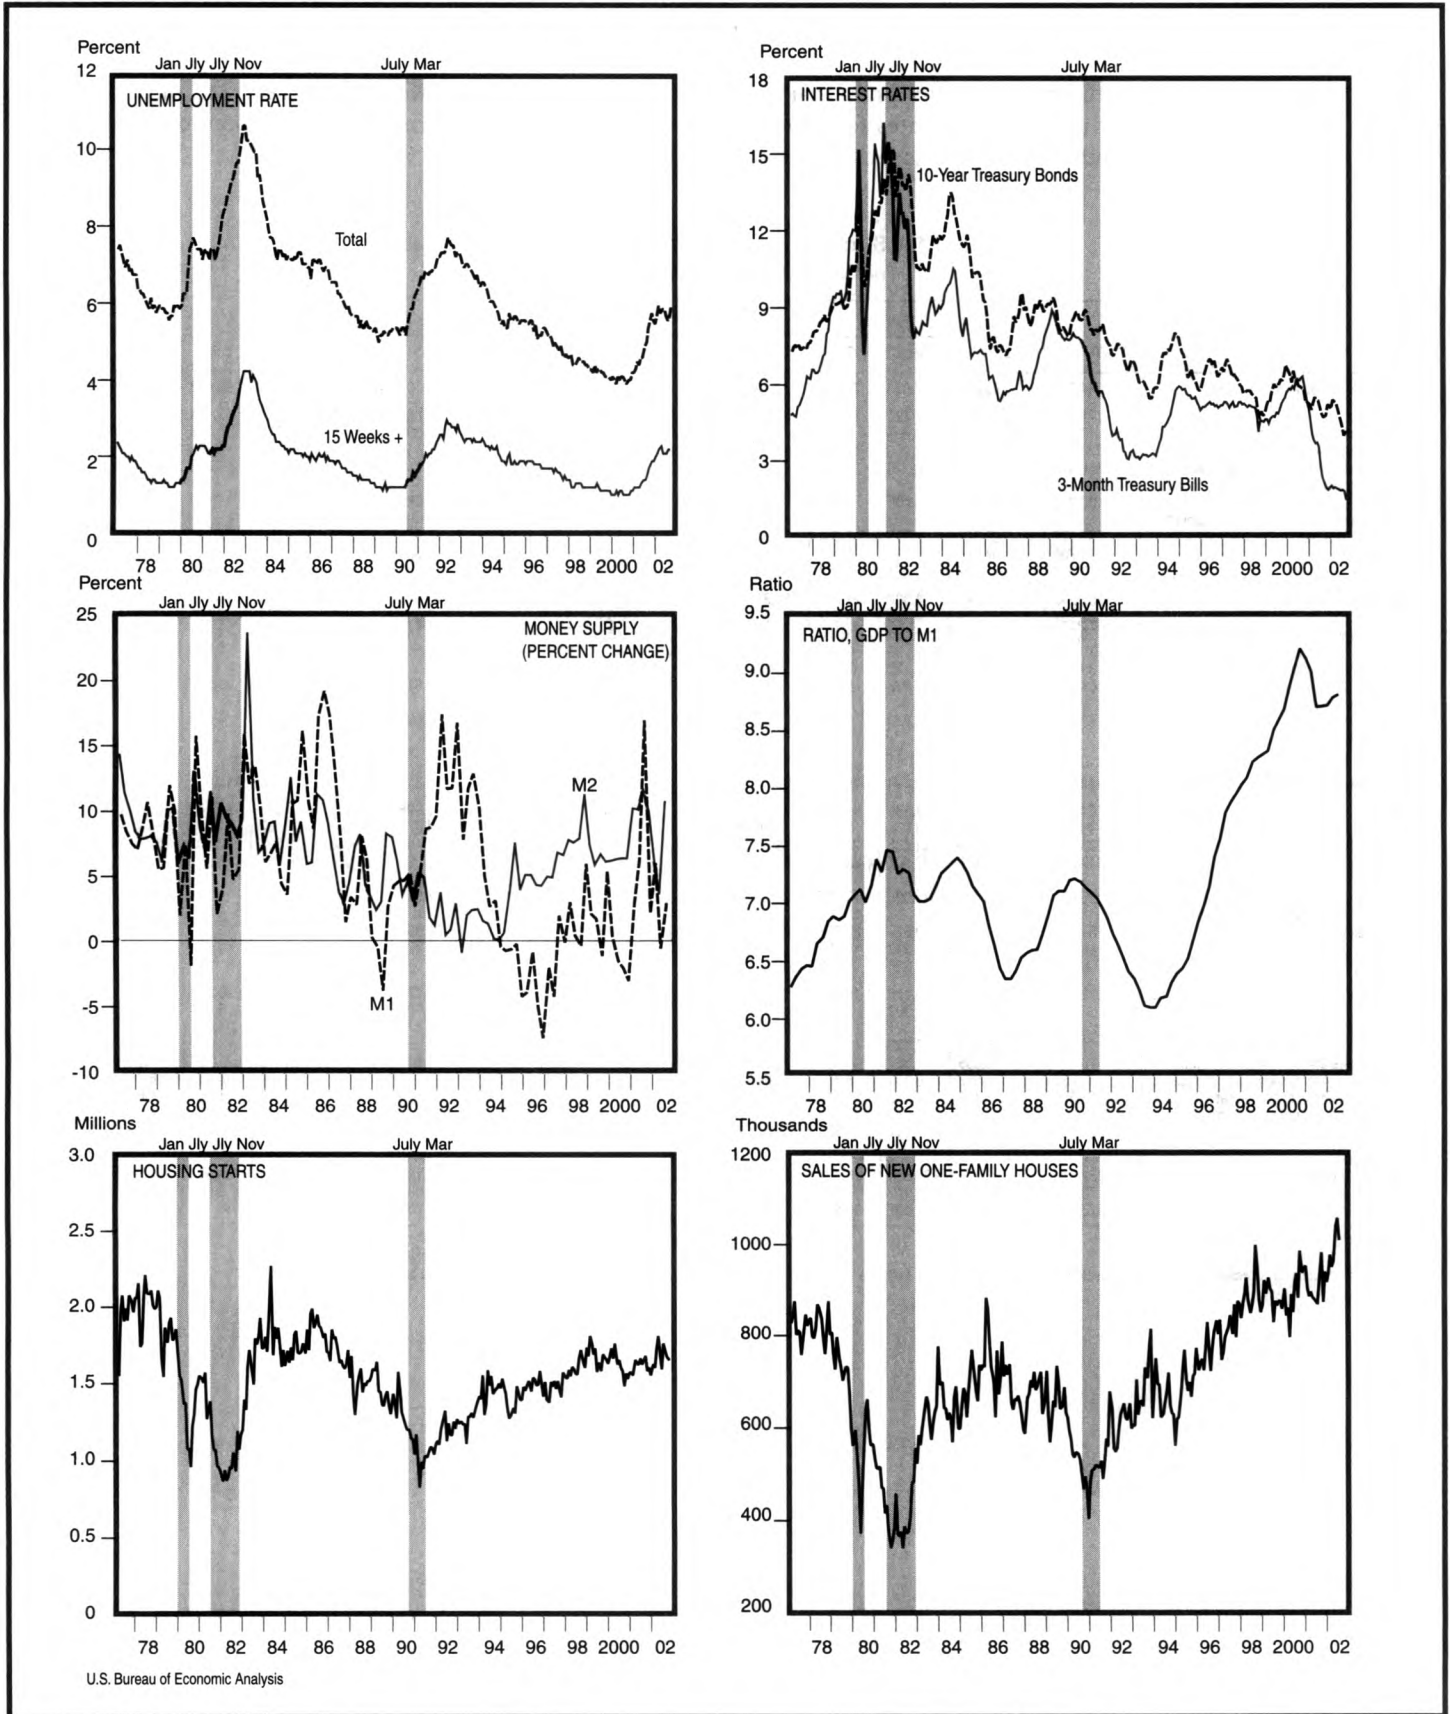 Percent
Jan Jly Jly Nov July Mar
UNEMPLOYMENT RATE
12
10
8
6
4
2
0
Total
15 Weeks +
78 80 82 84 86 88 90 92 94 96 98 2000 02
Percent
Jan Jly Jly Nov July Mar
INTEREST RATES
18
15
12
9
6
3
0
10-Year Treasury Bonds
3-Month Treasury Bills
78 80 82 84 86 88 90 92 94 96 98 2000 02
Percent
Jan Jly Jly Nov July Mar
MONEY SUPPLY
(PERCENT CHANGE)
25
20
15
10
5
0
-5
-10
M2
M1
78 80 82 84 86 88 90 92 94 96 98 2000 02
Ratio
Jan Jly Jly Nov July Mar
RATIO, GDP TO M1
9.5
9.0
8.5
8.0
7.5
7.0
6.5
6.0
5.5
78 80 82 84 86 88 90 92 94 96 98 2000 02
Millions
Jan Jly Jly Nov July Mar
HOUSING STARTS
3.0
2.5
2.0
1.5
1.0
0.5
0
78 80 82 84 86 88 90 92 94 96 98 2000 02
Thousands
Jan Jly Jly Nov July Mar
SALES OF NEW ONE-FAMILY HOUSES
1200
1000
800
600
400
200
78 80 82 84 86 88 90 92 94 96 98 2000 02
U.S. Bureau of Economic Analysis